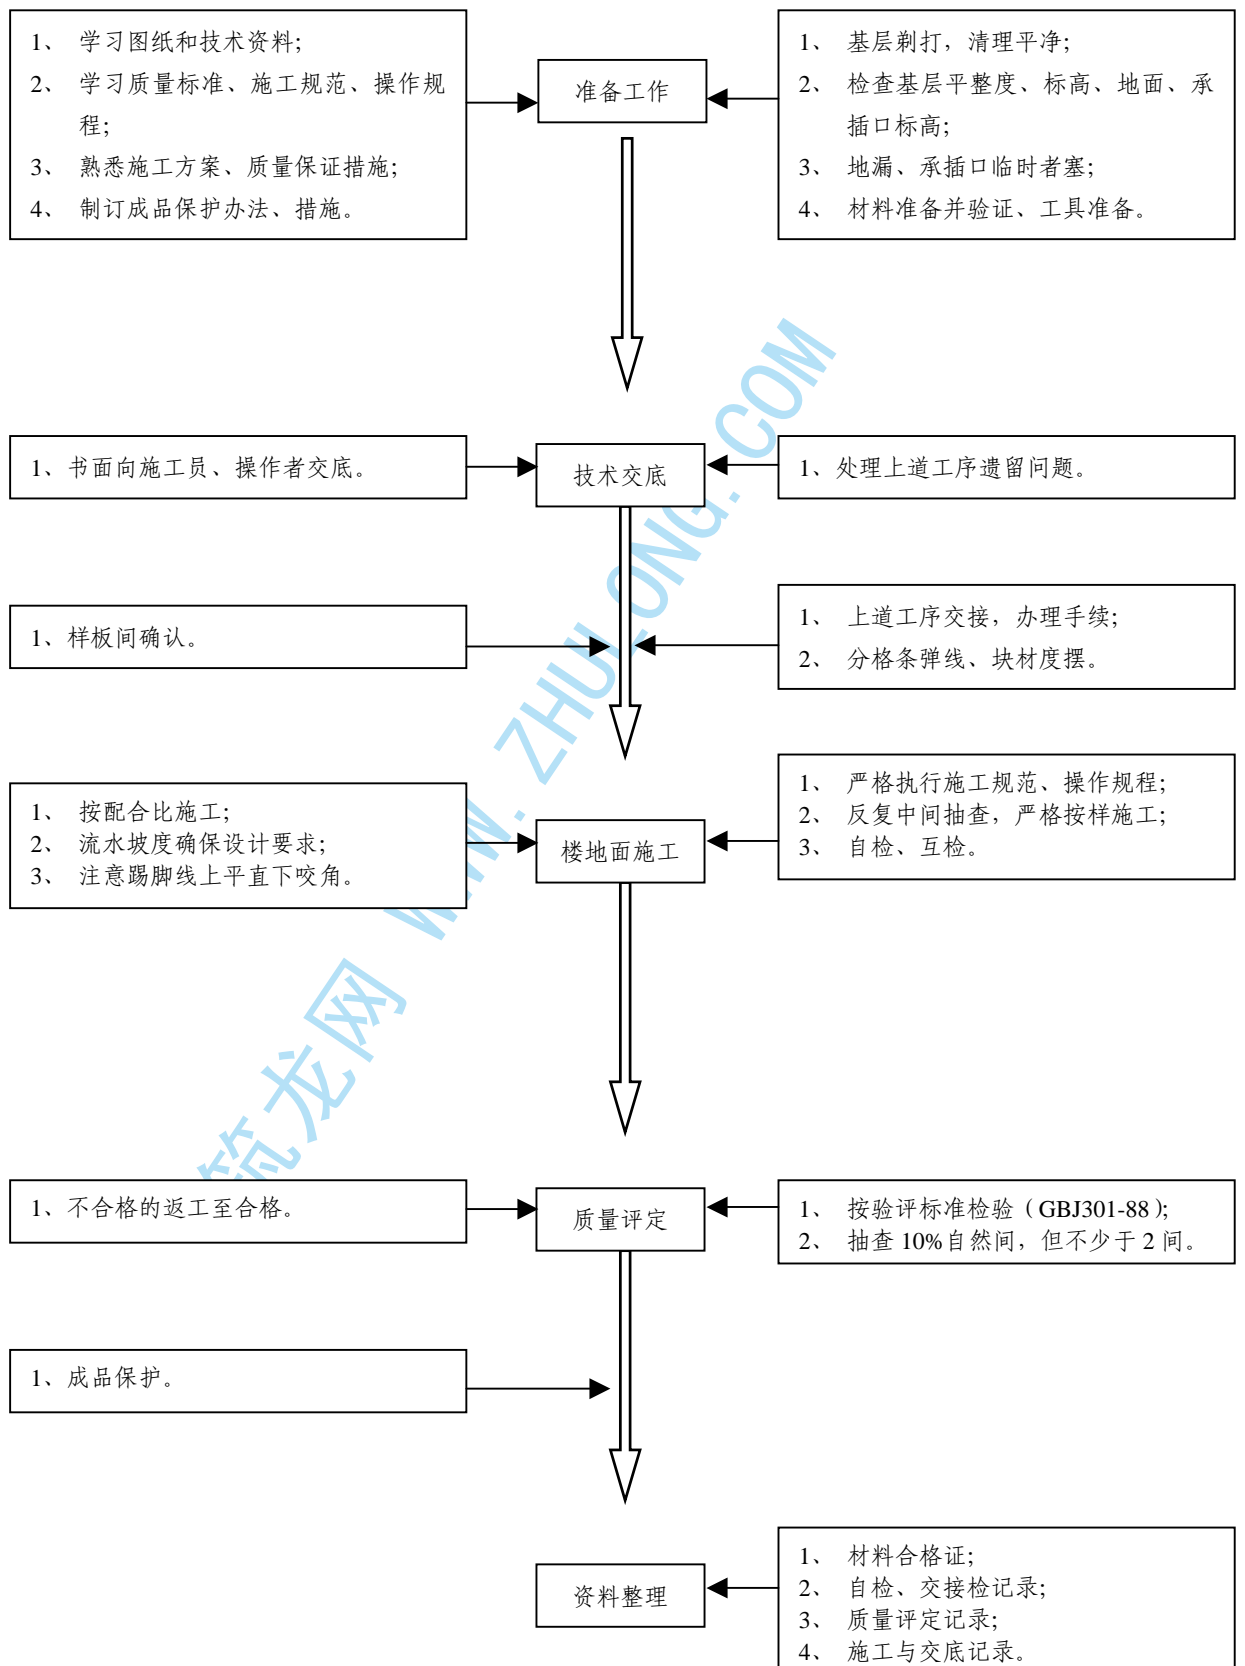 1、 学习图纸和技术资料;
2、 学习质量标准、施工规范、操作规
程;
3、 熟悉施工方案、质量保证措施;
4、 制订成品保护办法、措施。
准备工作
1、 基层剃打，清理平净;
2、 检查基层平整度、标高、地面、承
插口标高;
3、 地漏、承插口临时者塞;
4、 材料准备并验证、工具准备。
1、书面向施工员、操作者交底。
技术交底
1、处理上道工序遗留问题。
1、样板间确认。
1、 上道工序交接，办理手续;
2、 分格条弹线、块材度摆。
1、 按配合比施工;
2、 流水坡度确保设计要求;
3、 注意踢脚线上平直下咬角。
楼地面施工
1、 严格执行施工规范、操作规程;
2、 反复中间抽查，严格按样施工;
3、 自检、互检。
1、不合格的返工至合格。
质量评定
1、 按验评标准检验（GBJ301-88）;
2、 抽查 10%自然间，但不少于 2 间。
1、成品保护。
资料整理
1、 材料合格证;
2、 自检、交接检记录;
3、 质量评定记录;
4、 施工与交底记录。
筑龙网 WWW.ZHULONG.COM